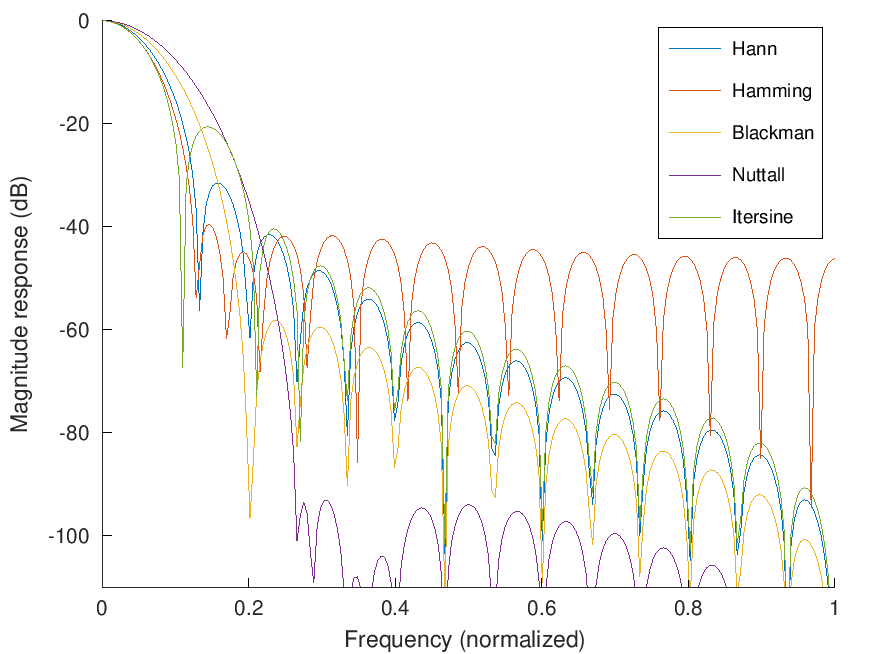 0
-20
-40
-60
-80
-100
Magnitude response (dB)
0
0.2
0.4
0.6
0.8
1
Frequency (normalized)
Hann
Hamming
Blackman
Nuttall
Itersine